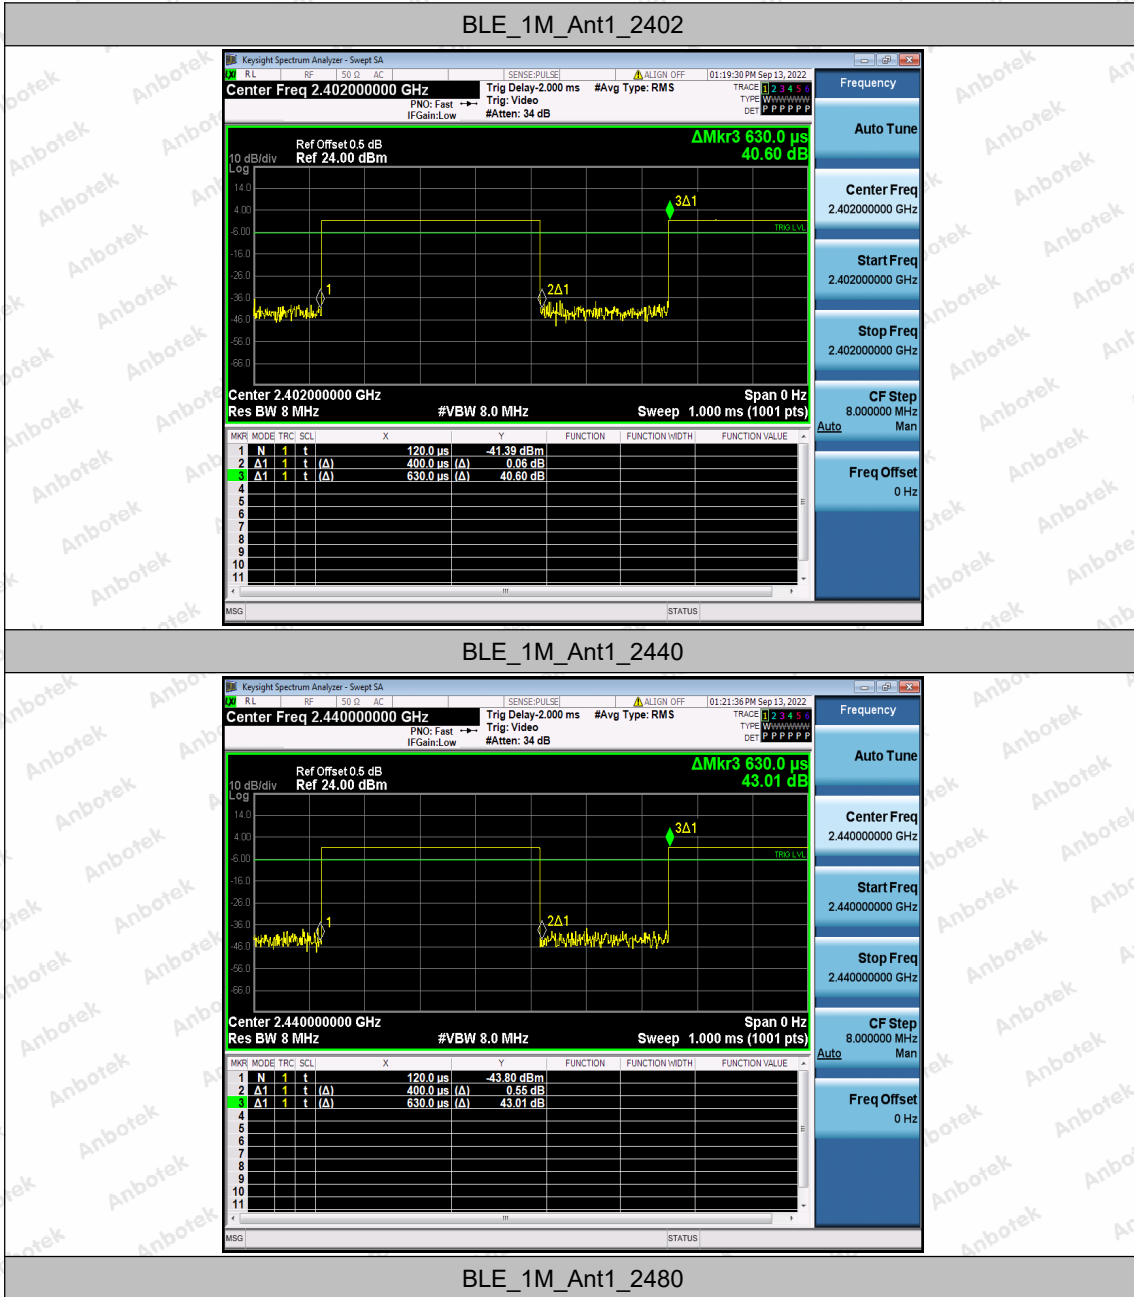 BLE_1M_Ant1_2402
Keysight Spectrum Analyzer - Swept SA
RL RF 50 Ω AC SENSE:PULSE ALIGN OFF 01:19:30 PM Sep 13, 2022
Center Freq 2.402000000 GHz
PNO: Fast
IFGain:Low
Trig Delay-2.000 ms
Trig: Video
#Atten: 34 dB
#Avg Type: RMS
TRACE 1 2 3 4 5 6
TYPE WWWWWW
DET P P P P P P
Frequency
Auto Tune
Center Freq
2.402000000 GHz
Start Freq
2.402000000 GHz
Stop Freq
2.402000000 GHz
CF Step
8.000000 MHz
Auto Man
Freq Offset
0 Hz
ΔMkr3 630.0 µs
40.60 dB
Ref Offset 0.5 dB
10 dB/div Ref 24.00 dBm
Log
14.0
4.00
-6.00
-16.0
-26.0
-36.0
-46.0
-56.0
-66.0
3Δ1
TRIG LVL
1
2Δ1
Center 2.402000000 GHz Span 0 Hz
Res BW 8 MHz #VBW 8.0 MHz Sweep 1.000 ms (1001 pts)
MKR MODE TRC SCL X Y FUNCTION FUNCTION WIDTH FUNCTION VALUE
1 N 1 t 120.0 µs -41.39 dBm
2 Δ1 1 t (Δ) 400.0 µs (Δ) 0.06 dB
3 Δ1 1 t (Δ) 630.0 µs (Δ) 40.60 dB
4
5
6
7
8
9
10
11
MSG STATUS
BLE_1M_Ant1_2440
Keysight Spectrum Analyzer - Swept SA
RL RF 50 Ω AC SENSE:PULSE ALIGN OFF 01:21:36 PM Sep 13, 2022
Center Freq 2.440000000 GHz
PNO: Fast
IFGain:Low
Trig Delay-2.000 ms
Trig: Video
#Atten: 34 dB
#Avg Type: RMS
TRACE 1 2 3 4 5 6
TYPE WWWWWW
DET P P P P P P
Frequency
Auto Tune
Center Freq
2.440000000 GHz
Start Freq
2.440000000 GHz
Stop Freq
2.440000000 GHz
CF Step
8.000000 MHz
Auto Man
Freq Offset
0 Hz
ΔMkr3 630.0 µs
43.01 dB
Ref Offset 0.5 dB
10 dB/div Ref 24.00 dBm
Log
14.0
4.00
-6.00
-16.0
-26.0
-36.0
-46.0
-56.0
-66.0
3Δ1
TRIG LVL
1
2Δ1
Center 2.440000000 GHz Span 0 Hz
Res BW 8 MHz #VBW 8.0 MHz Sweep 1.000 ms (1001 pts)
MKR MODE TRC SCL X Y FUNCTION FUNCTION WIDTH FUNCTION VALUE
1 N 1 t 120.0 µs -43.80 dBm
2 Δ1 1 t (Δ) 400.0 µs (Δ) 0.55 dB
3 Δ1 1 t (Δ) 630.0 µs (Δ) 43.01 dB
4
5
6
7
8
9
10
11
MSG STATUS
BLE_1M_Ant1_2480